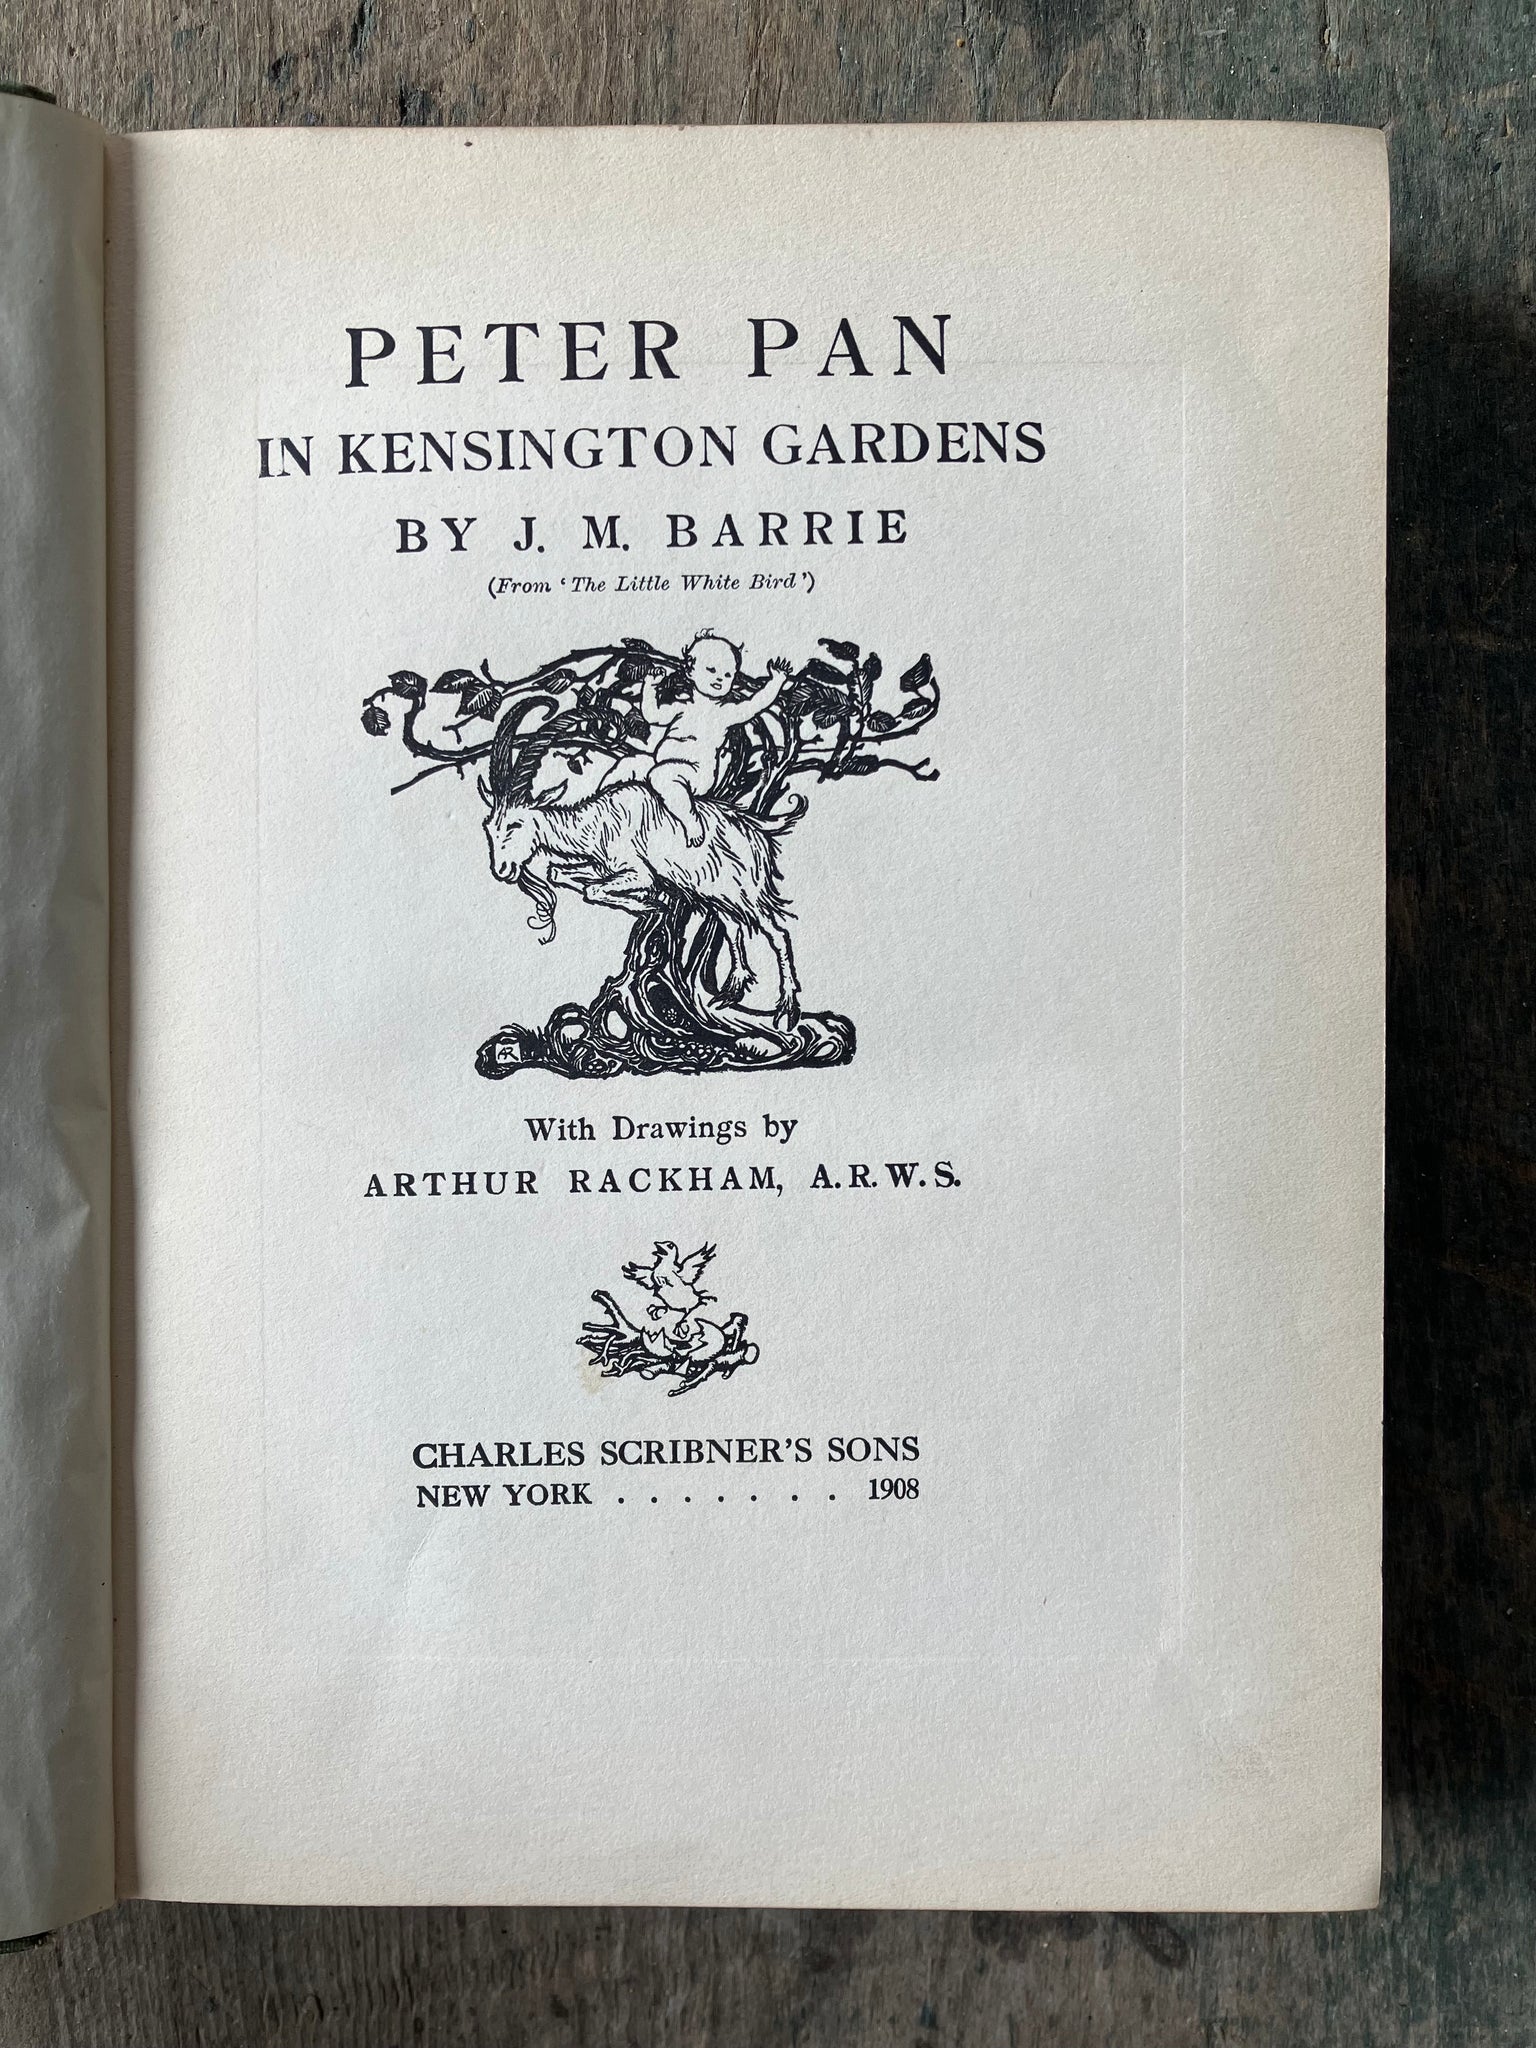 PETER PAN
IN KENSINGTON GARDENS
BY J. M. BARRIE
(From ‘The Little White Bird’)
AR
With Drawings by
ARTHUR RACKHAM, A.R.W.S.
CHARLES SCRIBNER’S SONS
NEW YORK . . . . . . . 1908